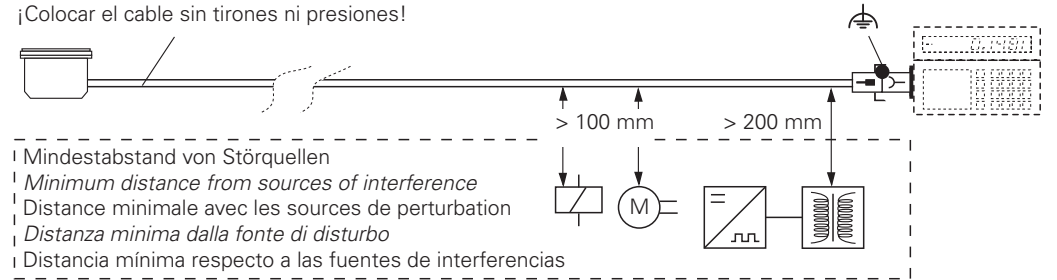 ¡Colocar el cable sin tirones ni presiones!
> 100 mm
> 200 mm
Mindestabstand von Störquellen
Minimum distance from sources of interference
Distance minimale avec les sources de perturbation
Distanza minima dalla fonte di disturbo
Distancia mínima respecto a las fuentes de interferencias
M